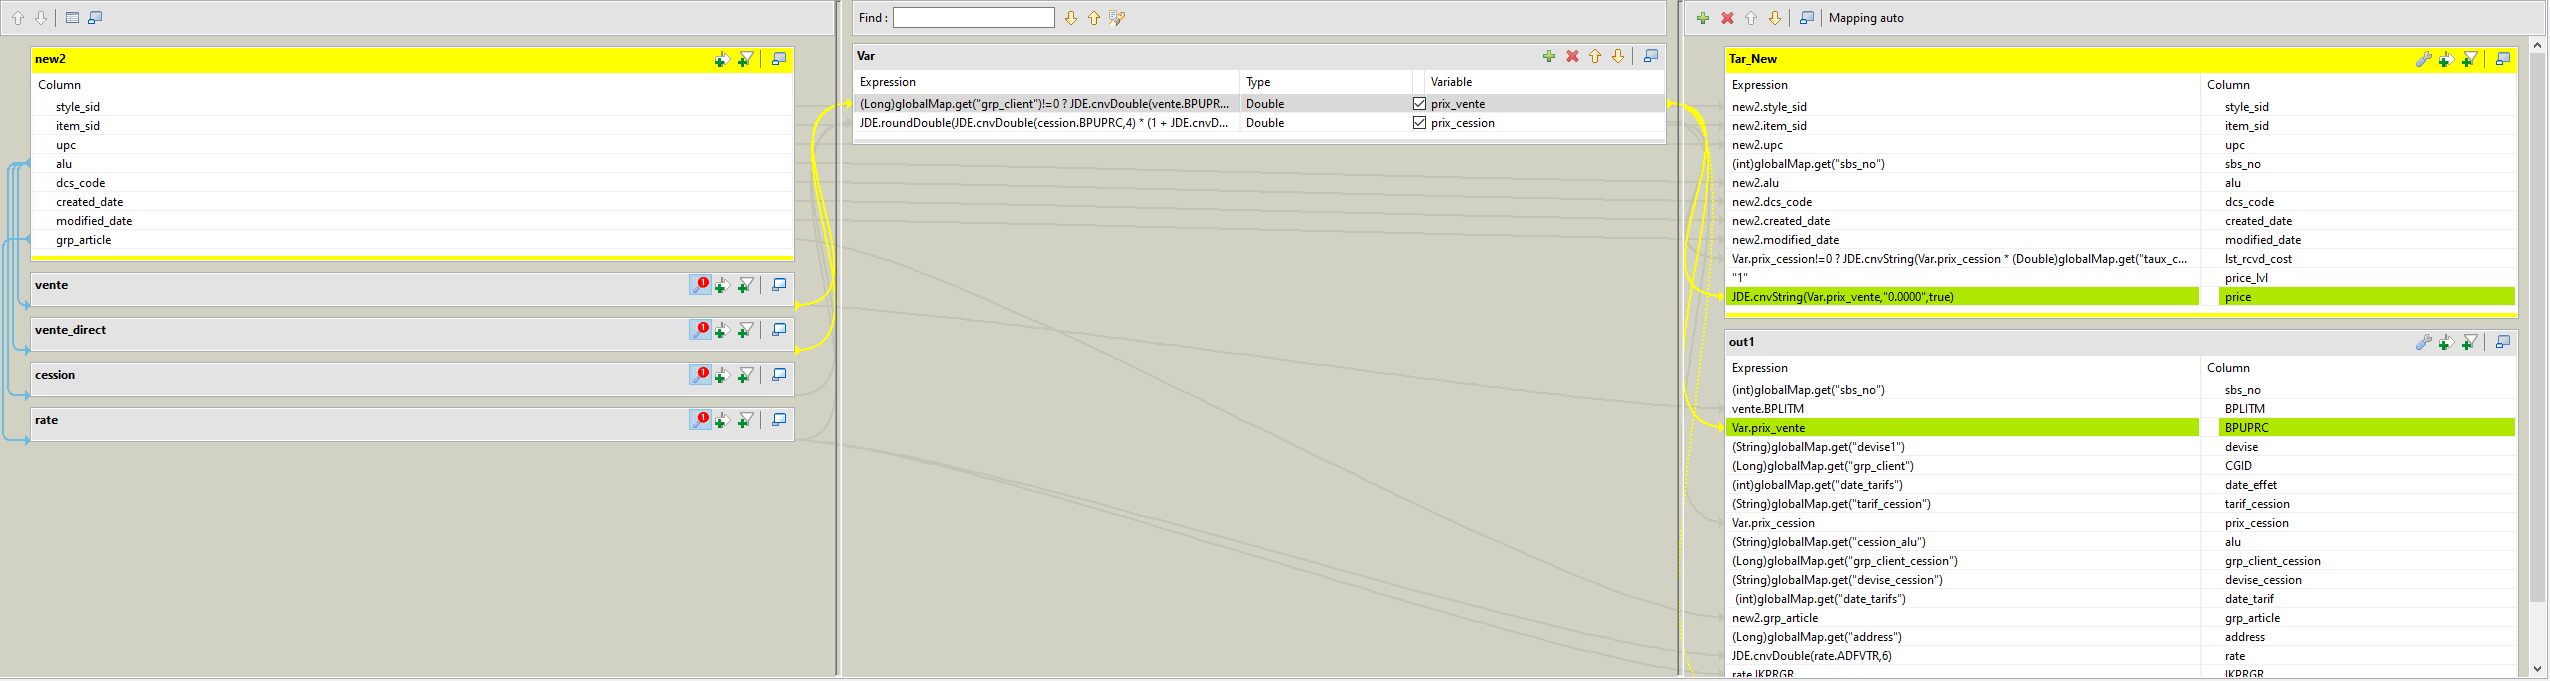 new2
Column
style_sid
item_sid
upc
alu
dcs_code
created_date
modified_date
grp_article
vente
vente_direct
cession
rate
Find :
Var
Expression Type Variable
(Long)globalMap.get("grp_client")!=0 ? JDE.cnvDouble(vente.BPUPR... Double prix_vente
JDE.roundDouble(JDE.cnvDouble(cession.BPUPRC,4) * (1 + JDE.cnvD... Double prix_cession
Mapping auto
Tar_New
Expression Column
new2.style_sid style_sid
new2.item_sid item_sid
new2.upc upc
(int)globalMap.get("sbs_no") sbs_no
new2.alu alu
new2.dcs_code dcs_code
new2.created_date created_date
new2.modified_date modified_date
Var.prix_cession!=0 ? JDE.cnvString(Var.prix_cession * (Double)globalMap.get("taux_c... lst_rcvd_cost
"1" price_lvl
JDE.cnvString(Var.prix_vente,"0.0000",true) price
out1
Expression Column
(int)globalMap.get("sbs_no") sbs_no
vente.BPLITM BPLITM
Var.prix_vente BPUPRC
(String)globalMap.get("devise1") devise
(Long)globalMap.get("grp_client") CGID
(int)globalMap.get("date_tarifs") date_effet
(String)globalMap.get("tarif_cession") tarif_cession
Var.prix_cession prix_cession
(String)globalMap.get("cession_alu") alu
(Long)globalMap.get("grp_client_cession") grp_client_cession
(String)globalMap.get("devise_cession") devise_cession
(int)globalMap.get("date_tarifs") date_tarif
new2.grp_article grp_article
(Long)globalMap.get("address") address
JDE.cnvDouble(rate.ADFVTR,6) rate
rate.IKPRGR IKPRGR